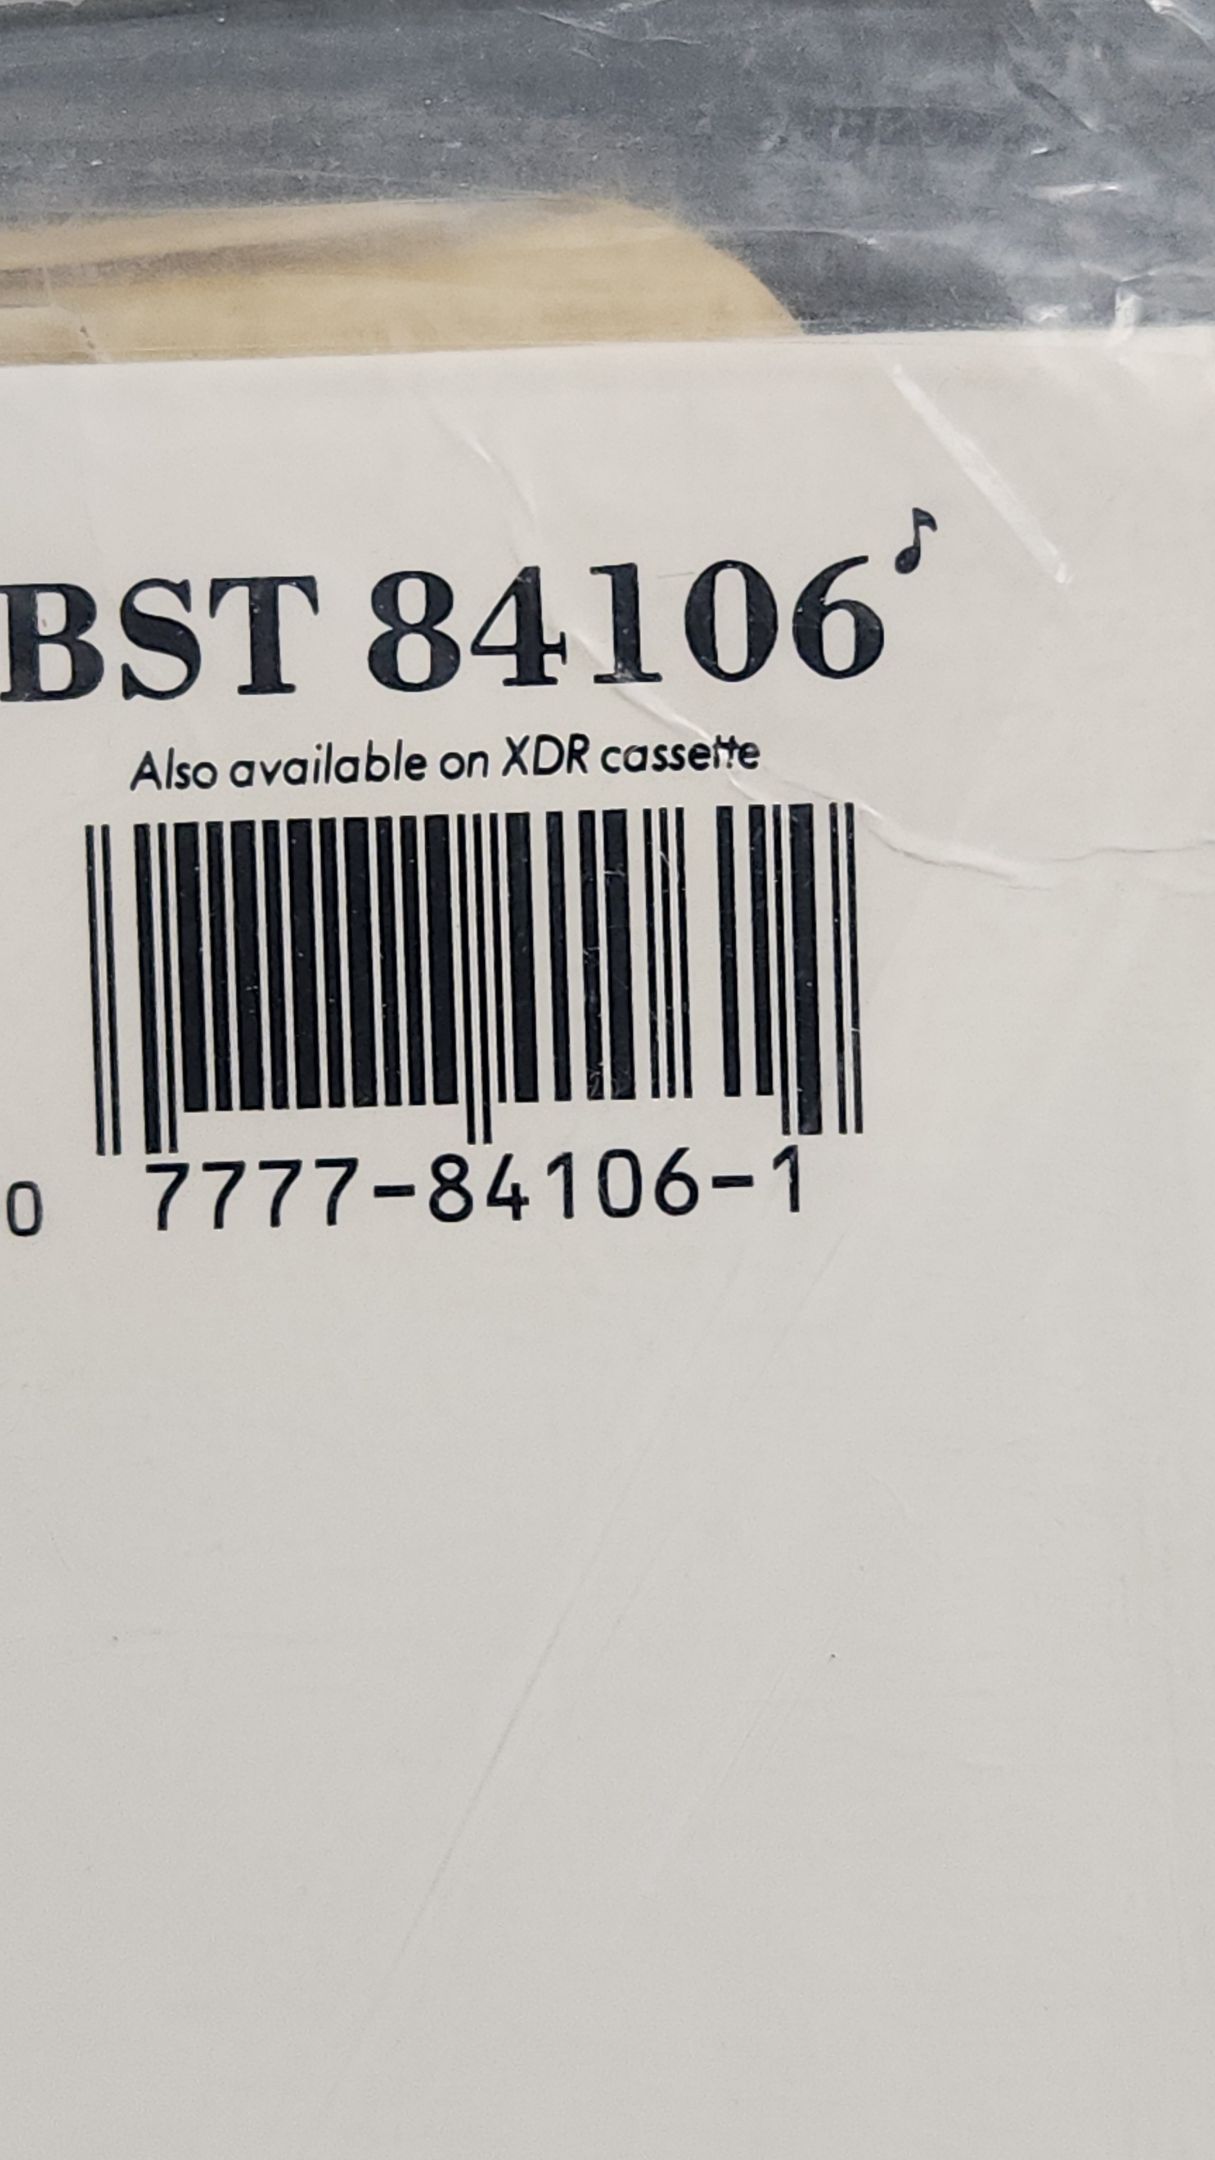 BST 84106
Also available on XDR cassette
0 7777-84106-1